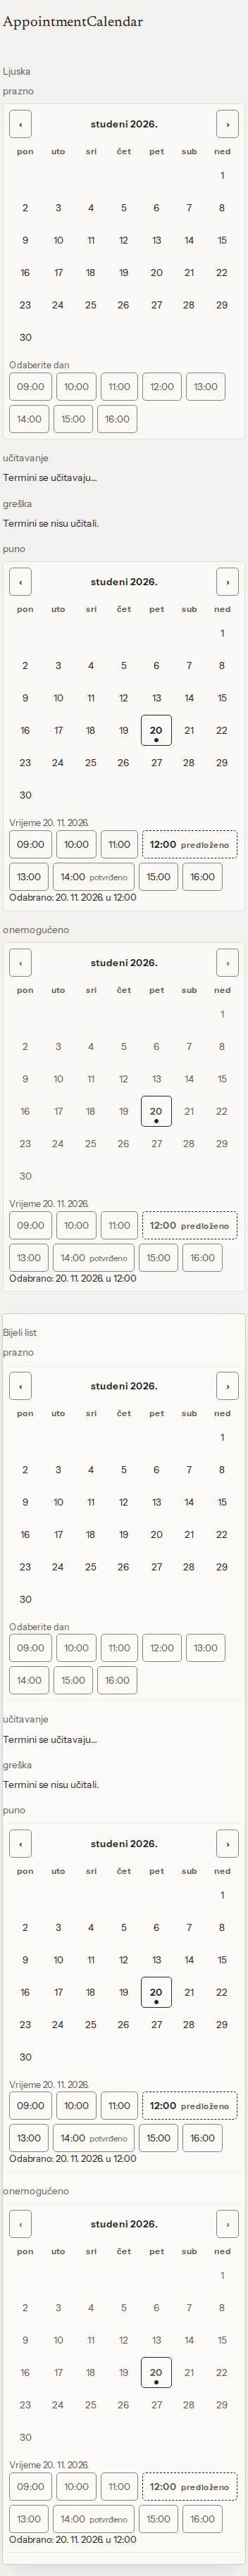 AppointmentCalendar
Ljuska
prazno
‹ studeni 2026. ›
pon uto sri čet pet sub ned
1
2 3 4 5 6 7 8
9 10 11 12 13 14 15
16 17 18 19 20 21 22
23 24 25 26 27 28 29
30
Odaberite dan
09:00 10:00 11:00 12:00 13:00
14:00 15:00 16:00
učitavanje
Termini se učitavaju...
greška
Termini se nisu učitali.
puno
‹ studeni 2026. ›
pon uto sri čet pet sub ned
1
2 3 4 5 6 7 8
9 10 11 12 13 14 15
16 17 18 19 20 21 22
23 24 25 26 27 28 29
30
Vrijeme 20. 11. 2026.
09:00 10:00 11:00 12:00 predloženo
13:00 14:00 potvrđeno 15:00 16:00
Odabrano: 20. 11. 2026. u 12:00
onemogućeno
‹ studeni 2026. ›
pon uto sri čet pet sub ned
1
2 3 4 5 6 7 8
9 10 11 12 13 14 15
16 17 18 19 20 21 22
23 24 25 26 27 28 29
30
Vrijeme 20. 11. 2026.
09:00 10:00 11:00 12:00 predloženo
13:00 14:00 potvrđeno 15:00 16:00
Odabrano: 20. 11. 2026. u 12:00
Bijeli list
prazno
‹ studeni 2026. ›
pon uto sri čet pet sub ned
1
2 3 4 5 6 7 8
9 10 11 12 13 14 15
16 17 18 19 20 21 22
23 24 25 26 27 28 29
30
Odaberite dan
09:00 10:00 11:00 12:00 13:00
14:00 15:00 16:00
učitavanje
Termini se učitavaju...
greška
Termini se nisu učitali.
puno
‹ studeni 2026. ›
pon uto sri čet pet sub ned
1
2 3 4 5 6 7 8
9 10 11 12 13 14 15
16 17 18 19 20 21 22
23 24 25 26 27 28 29
30
Vrijeme 20. 11. 2026.
09:00 10:00 11:00 12:00 predloženo
13:00 14:00 potvrđeno 15:00 16:00
Odabrano: 20. 11. 2026. u 12:00
onemogućeno
‹ studeni 2026. ›
pon uto sri čet pet sub ned
1
2 3 4 5 6 7 8
9 10 11 12 13 14 15
16 17 18 19 20 21 22
23 24 25 26 27 28 29
30
Vrijeme 20. 11. 2026.
09:00 10:00 11:00 12:00 predloženo
13:00 14:00 potvrđeno 15:00 16:00
Odabrano: 20. 11. 2026. u 12:00